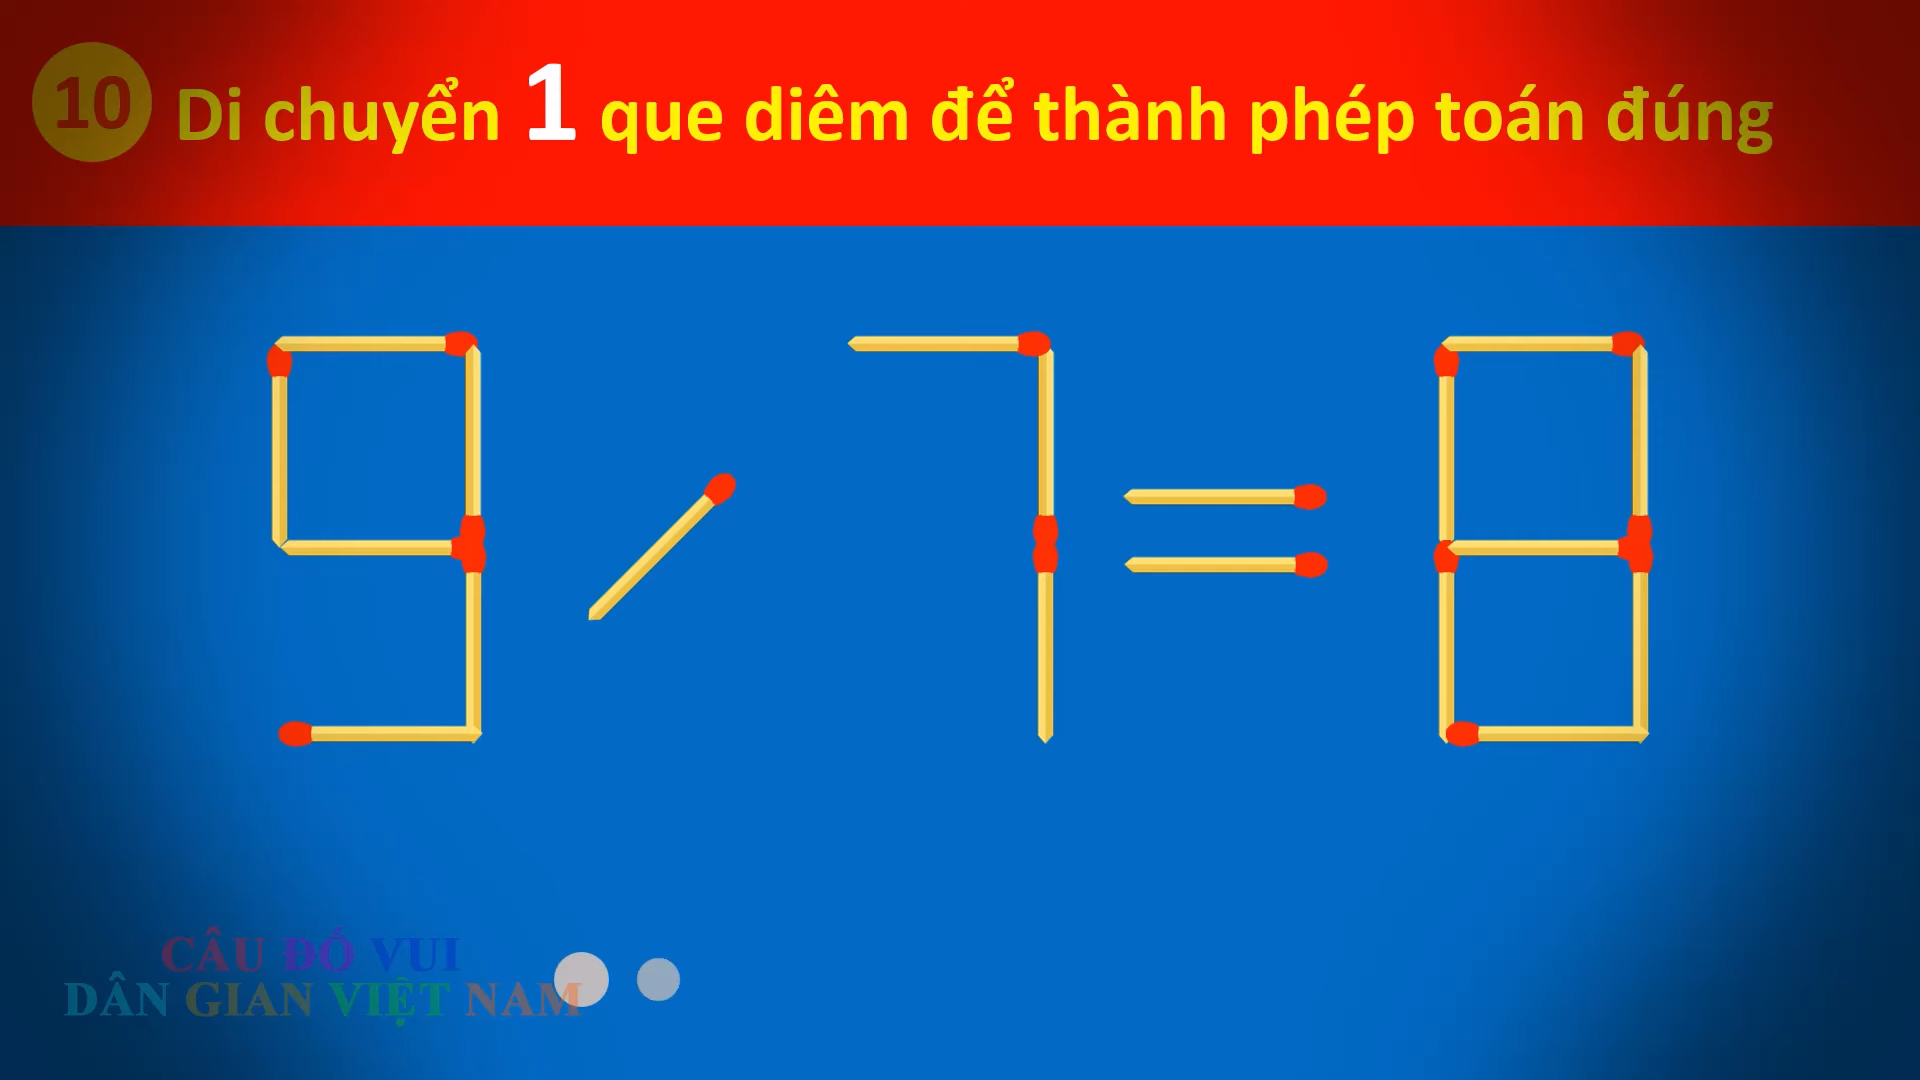 10 Di chuyển 1 que diêm để thành phép toán đúng
9 / 7 = 8
CÂU ĐỐ VUI
DÂN GIAN VIỆT NAM